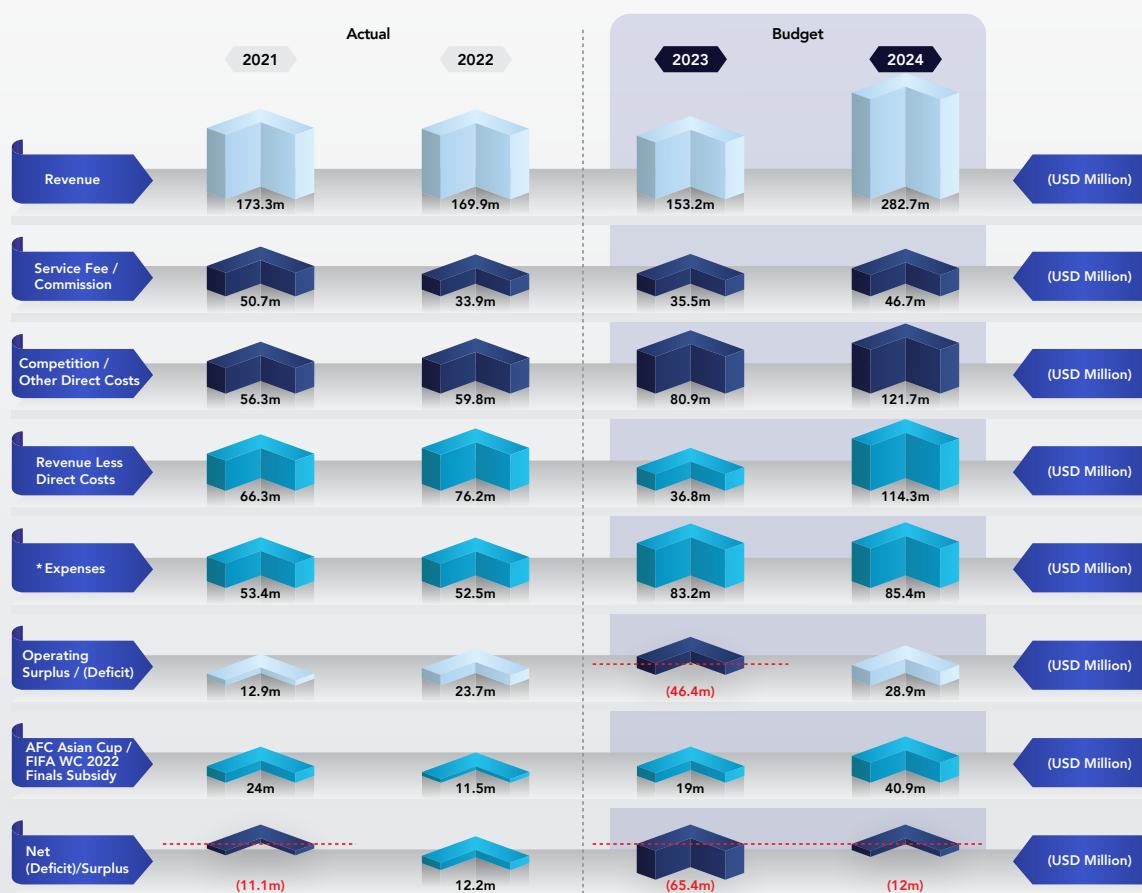 Actual
Budget
2021
2022
2023
2024
Revenue
173.3m
169.9m
153.2m
282.7m
(USD Million)
Service Fee /
Commission
50.7m
33.9m
35.5m
46.7m
(USD Million)
Competition /
Other Direct Costs
56.3m
59.8m
80.9m
121.7m
(USD Million)
Revenue Less
Direct Costs
66.3m
76.2m
36.8m
114.3m
(USD Million)
* Expenses
53.4m
52.5m
83.2m
85.4m
(USD Million)
Operating
Surplus / (Deficit)
12.9m
23.7m
(46.4m)
28.9m
(USD Million)
AFC Asian Cup /
FIFA WC 2022
Finals Subsidy
24m
11.5m
19m
40.9m
(USD Million)
Net
(Deficit)/Surplus
(11.1m)
12.2m
(65.4m)
(12m)
(USD Million)